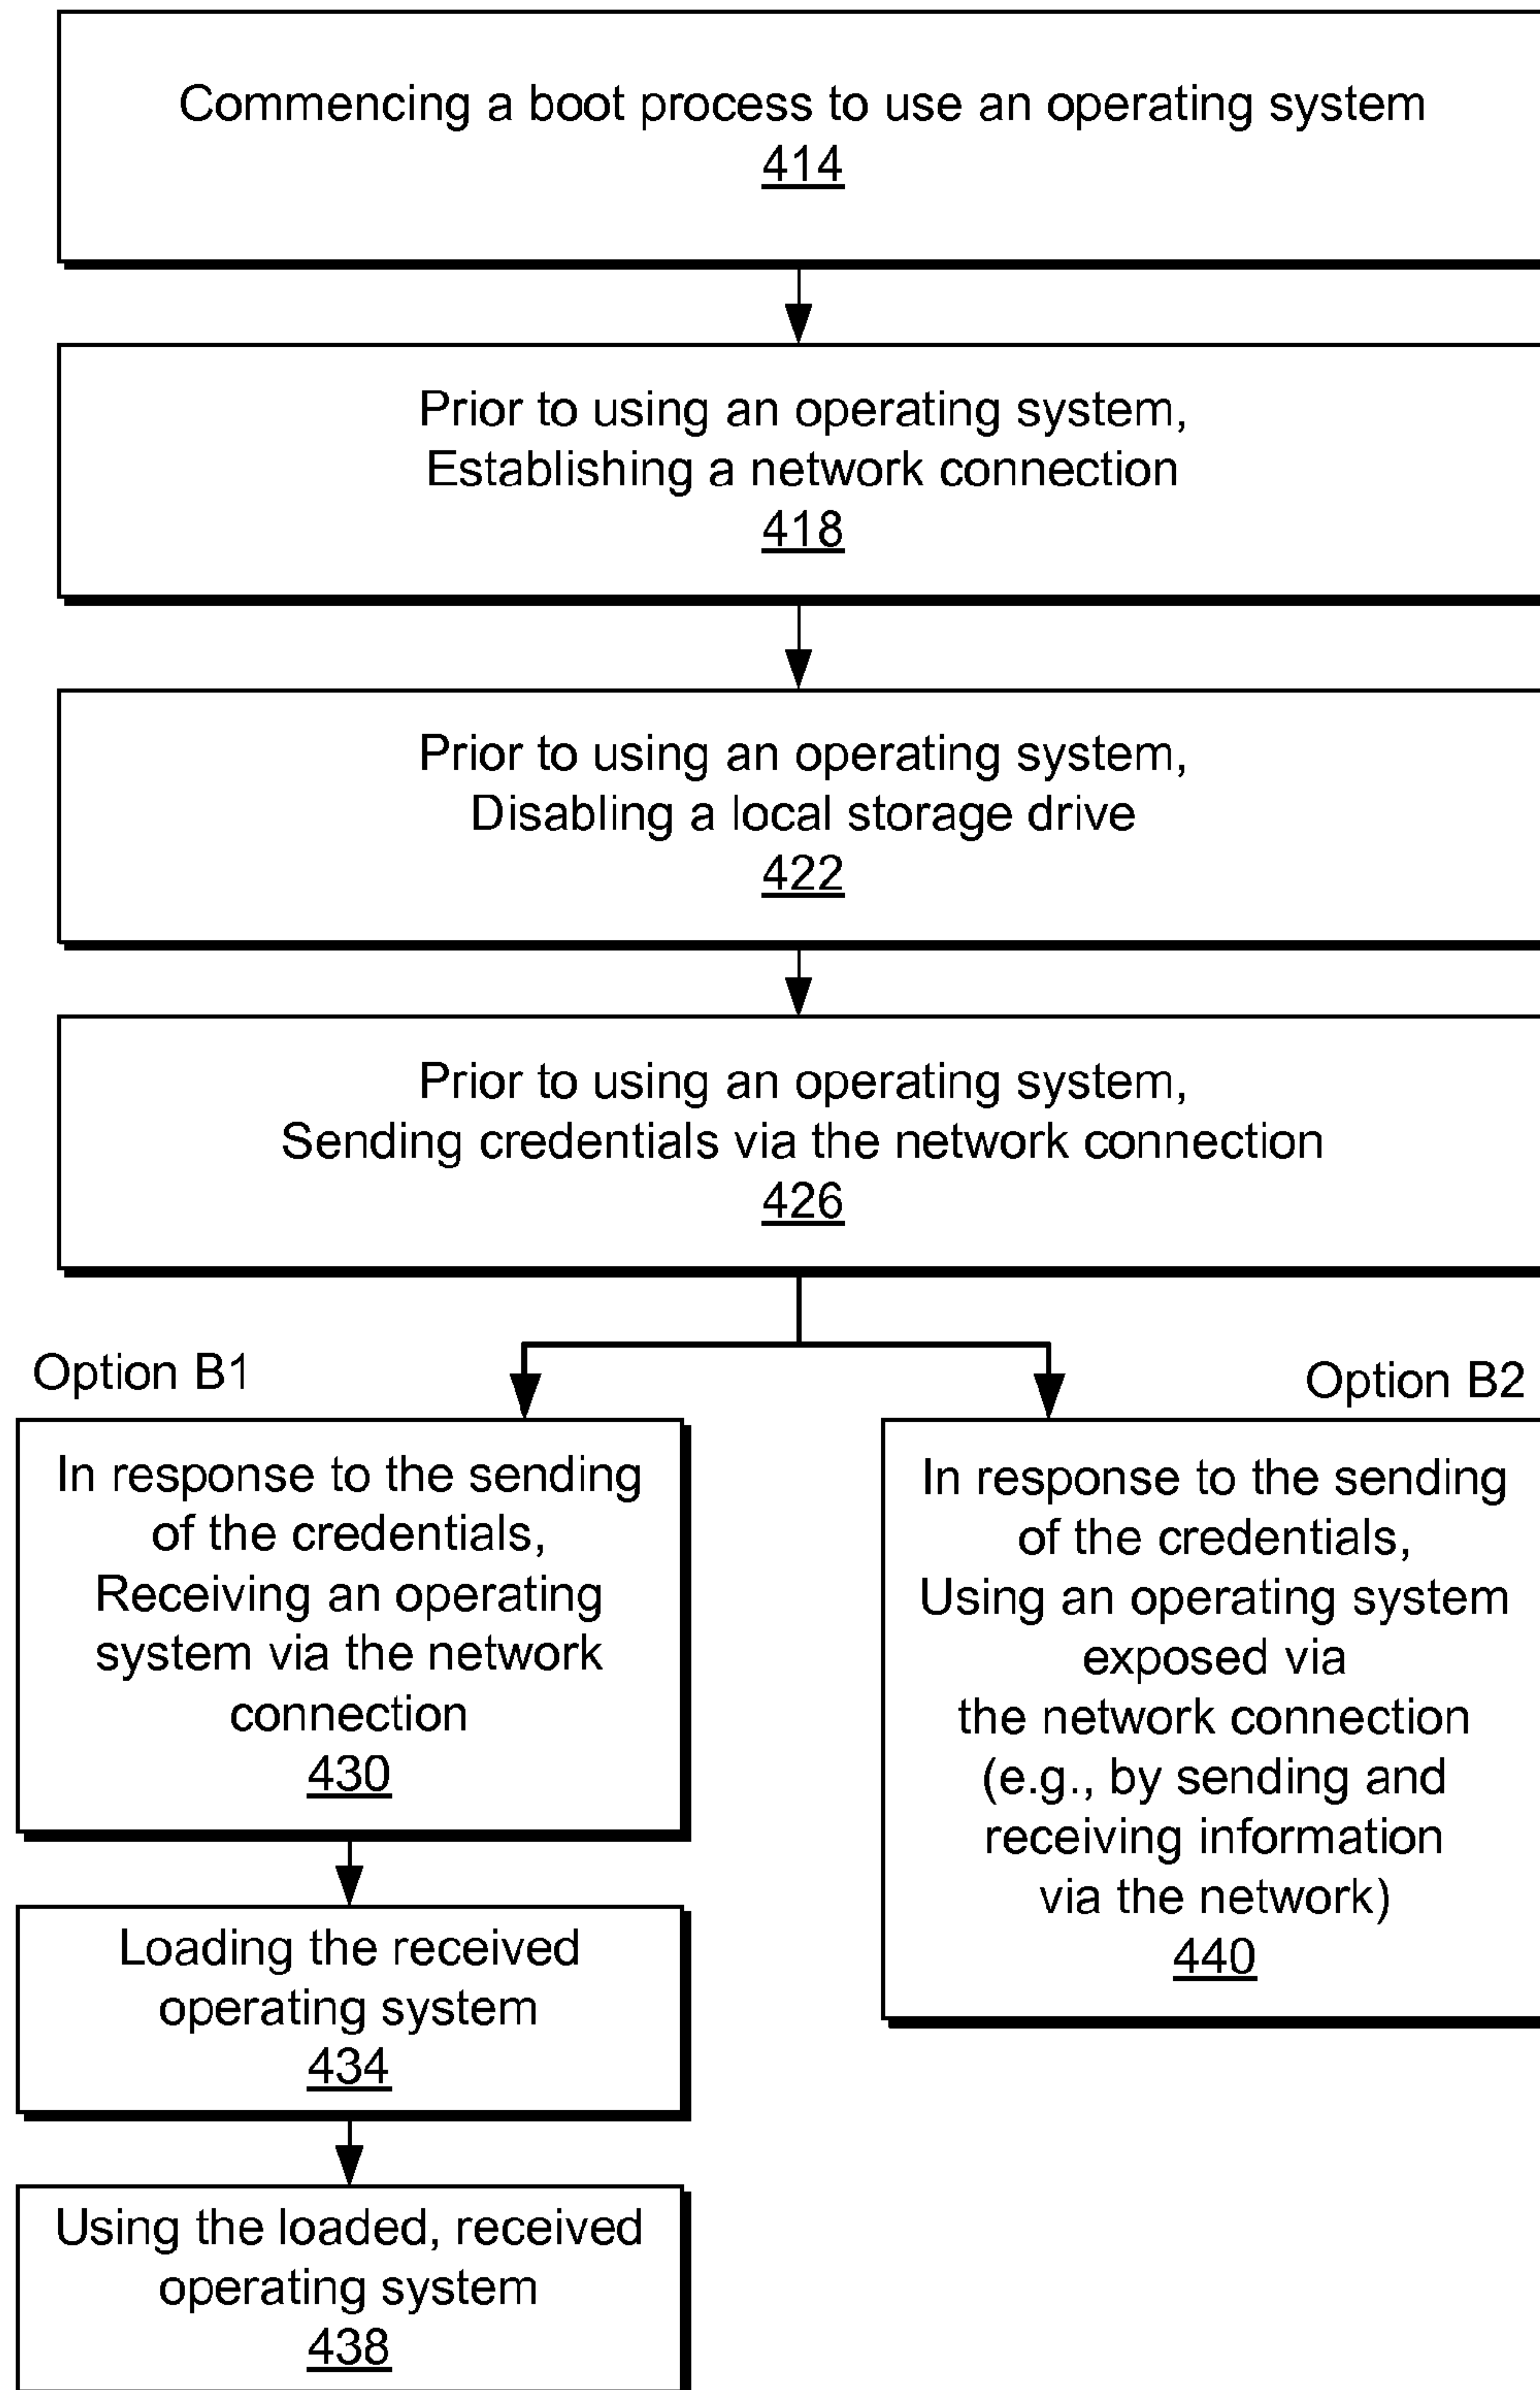 Commencing a boot process to use an operating system
414
Prior to using an operating system,
Establishing a network connection
418
Prior to using an operating system,
Disabling a local storage drive
422
Prior to using an operating system,
Sending credentials via the network connection
426
Option B1
In response to the sending
of the credentials,
Receiving an operating
system via the network
connection
430
Loading the received
operating system
434
Using the loaded, received
operating system
438
Option B2
In response to the sending
of the credentials,
Using an operating system
exposed via
the network connection
(e.g., by sending and
receiving information
via the network)
440